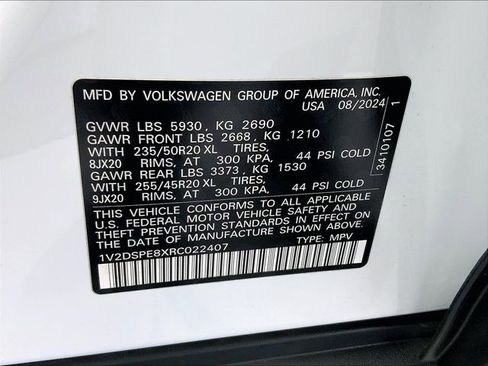 MFD BY VOLKSWAGEN GROUP OF AMERICA, INC.
USA 08/2024
GVWR LBS 5930 , KG 2690
GAWR FRONT LBS 2668 , KG 1210
WITH 235/50R20 XL TIRES,
8JX20 RIMS, AT 300 KPA, 44 PSI COLD
GAWR REAR LBS 3373 , KG 1530
WITH 255/45R20 XL TIRES,
9JX20 RIMS, AT 300 KPA, 44 PSI COLD
THIS VEHICLE CONFORMS TO ALL APPLICABLE
U.S. FEDERAL MOTOR VEHICLE SAFETY AND
THEFT PREVENTION STANDARDS IN EFFECT ON
THE DATE OF MANUFACTURE SHOWN ABOVE.
1V2DSPE8XRC022407 TYPE: MPV
3410107 1